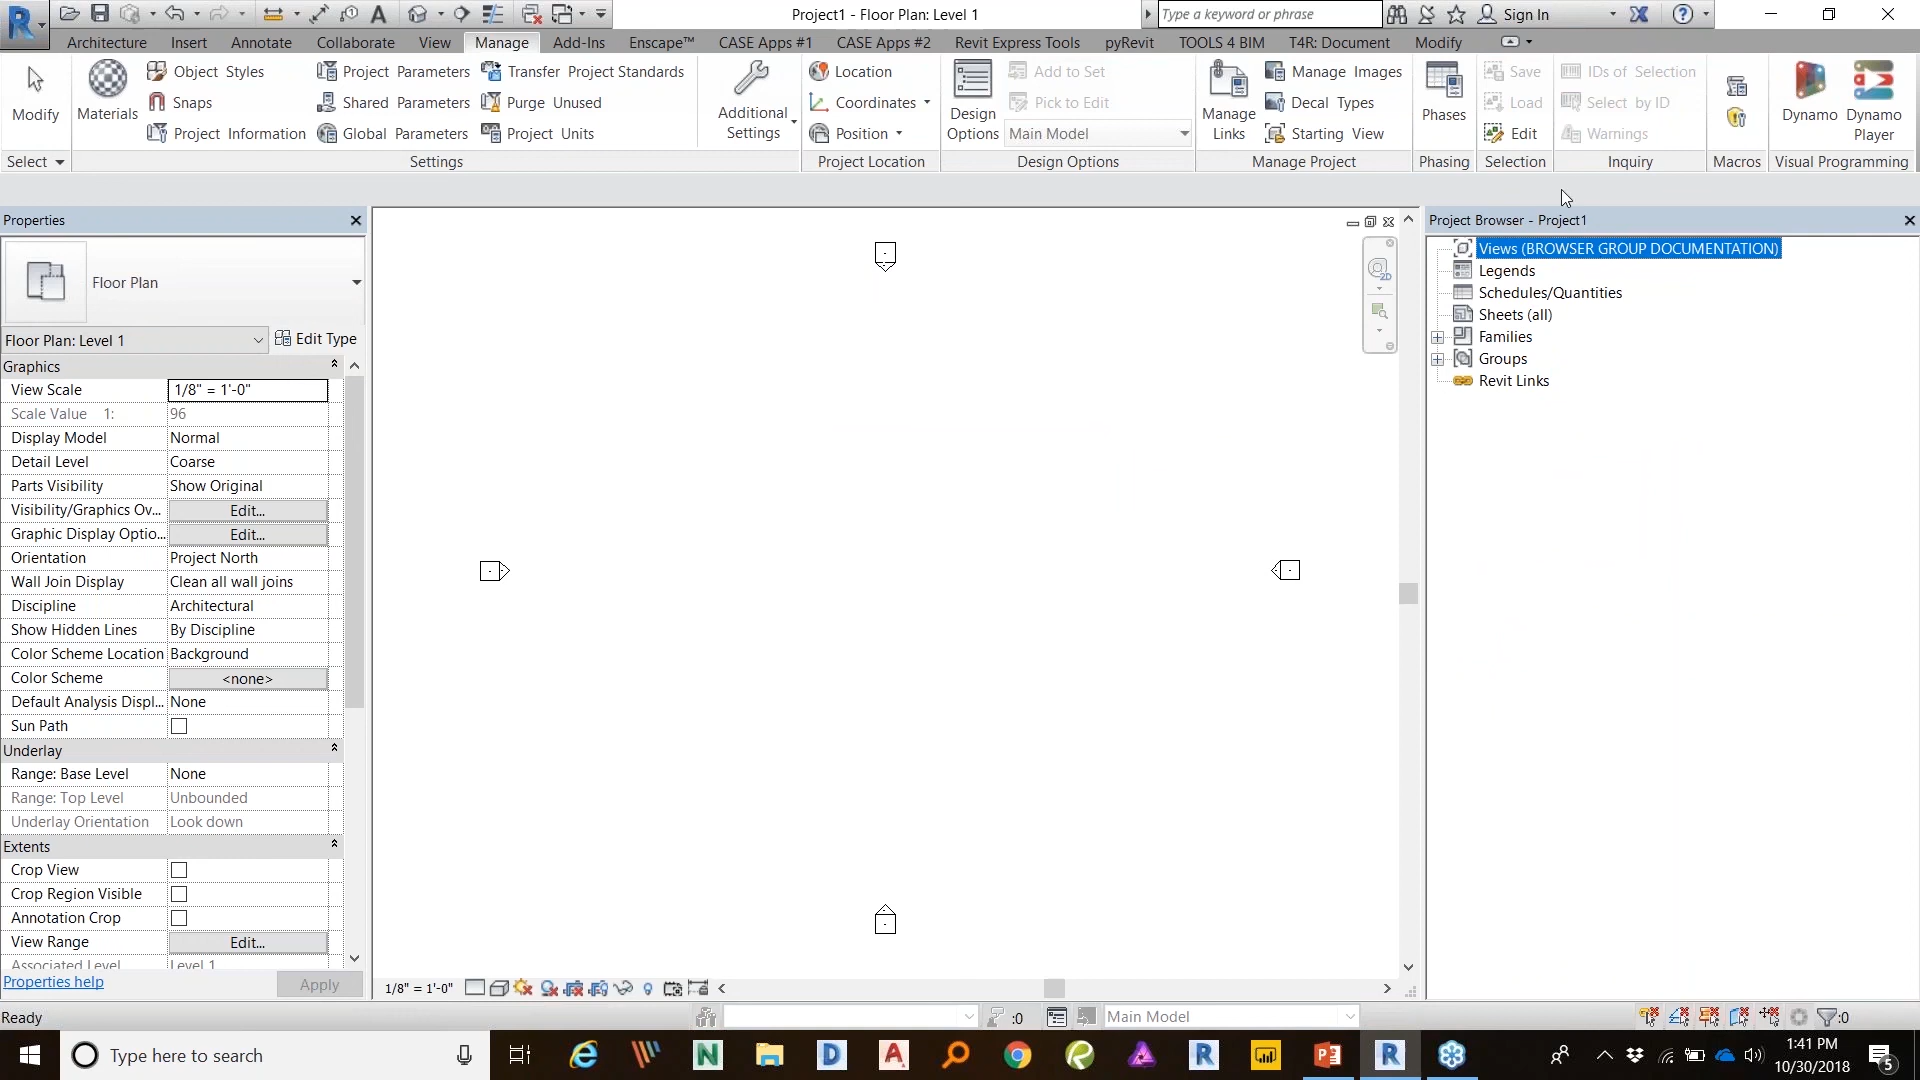 Project1 - Floor Plan: Level 1
Type a keyword or phrase
Sign In
Architecture Insert Annotate Collaborate View Manage Add-Ins Enscape™ CASE Apps #1 CASE Apps #2 Revit Express Tools pyRevit TOOLS 4 BIM T4R: Document Modify
Modify
Materials
Object Styles
Snaps
Project Information
Project Parameters
Shared Parameters
Global Parameters
Transfer Project Standards
Purge Unused
Project Units
Additional
Settings
Location
Coordinates
Position
Design
Options
Add to Set
Pick to Edit
Main Model
Manage
Links
Manage Images
Decal Types
Starting View
Phases
Save
Load
Edit
IDs of Selection
Select by ID
Warnings
Dynamo
Dynamo
Player
Select Settings Project Location Design Options Manage Project Phasing Selection Inquiry Macros Visual Programming
Properties
Floor Plan
Floor Plan: Level 1
Edit Type
Graphics
View Scale 1/8" = 1'-0"
Scale Value 1: 96
Display Model Normal
Detail Level Coarse
Parts Visibility Show Original
Visibility/Graphics Ov... Edit...
Graphic Display Optio... Edit...
Orientation Project North
Wall Join Display Clean all wall joins
Discipline Architectural
Show Hidden Lines By Discipline
Color Scheme Location Background
Color Scheme <none>
Default Analysis Displ... None
Sun Path
Underlay
Range: Base Level None
Range: Top Level Unbounded
Underlay Orientation Look down
Extents
Crop View
Crop Region Visible
Annotation Crop
View Range Edit...
Associated Level Level 1
Properties help
Apply
2D
1/8" = 1'-0"
Project Browser - Project1
Views (BROWSER GROUP DOCUMENTATION)
Legends
Schedules/Quantities
Sheets (all)
Families
Groups
Revit Links
Ready
:0
Main Model
:0
Type here to search
1:41 PM
10/30/2018
5